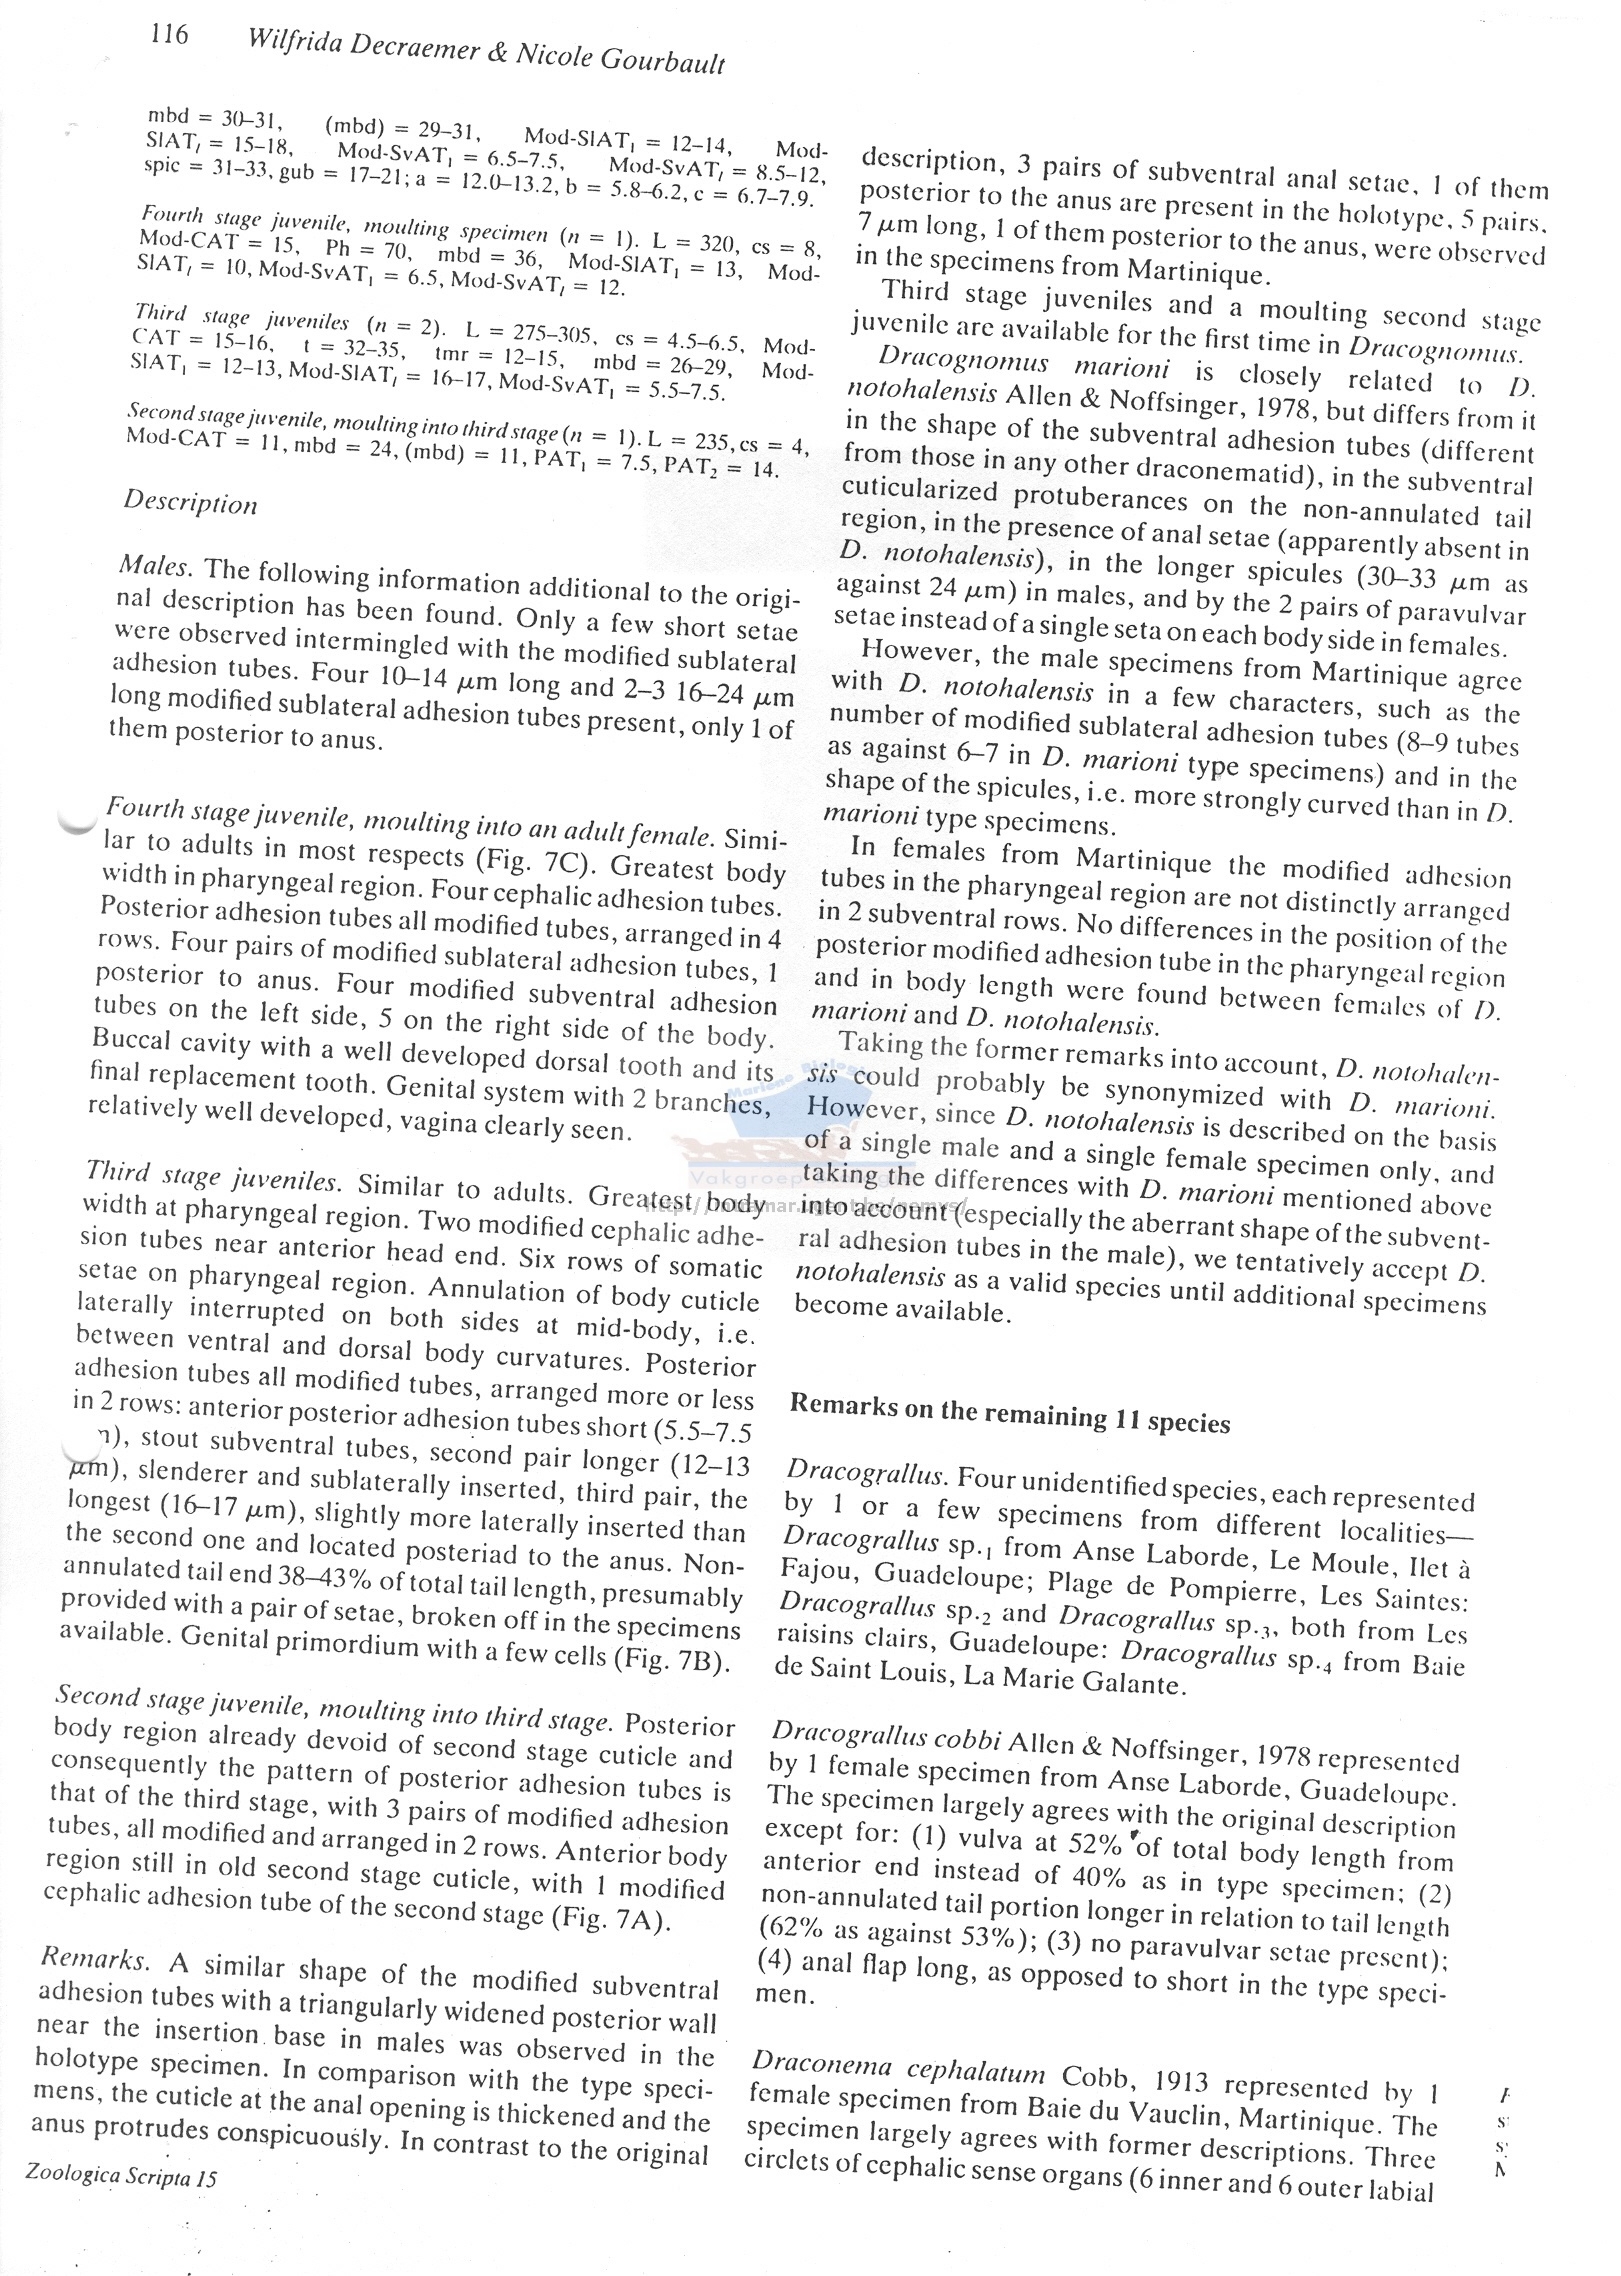 116 Wilfrida Decraemer & Nicole Gourbault
mbd = 30–31, (mbd) = 29–31, Mod-SlAT1 = 12–14, Mod-
SlATl = 15–18, Mod-SvAT1 = 6.5–7.5, Mod-SvATl = 8.5–12,
spic = 31–33, gub = 17–21; a = 12.0–13.2, b = 5.8–6.2, c = 6.7–7.9.
Fourth stage juvenile, moulting specimen (n = 1). L = 320, cs = 8,
Mod-CAT = 15, Ph = 70, mbd = 36, Mod-SlAT1 = 13, Mod-
SlATl = 10, Mod-SvAT1 = 6.5, Mod-SvATl = 12.
Third stage juveniles (n = 2). L = 275–305, cs = 4.5–6.5, Mod-
CAT = 15–16, t = 32–35, tmr = 12–15, mbd = 26–29, Mod-
SlAT1 = 12–13, Mod-SlATl = 16–17, Mod-SvAT1 = 5.5–7.5.
Second stage juvenile, moulting into third stage (n = 1). L = 235, cs = 4,
Mod-CAT = 11, mbd = 24, (mbd) = 11, PAT1 = 7.5, PAT2 = 14.
Description
Males. The following information additional to the origi-
nal description has been found. Only a few short setae
were observed intermingled with the modified sublateral
adhesion tubes. Four 10–14 μm long and 2–3 16–24 μm
long modified sublateral adhesion tubes present, only 1 of
them posterior to anus.
Fourth stage juvenile, moulting into an adult female. Simi-
lar to adults in most respects (Fig. 7C). Greatest body
width in pharyngeal region. Four cephalic adhesion tubes.
Posterior adhesion tubes all modified tubes, arranged in 4
rows. Four pairs of modified sublateral adhesion tubes, 1
posterior to anus. Four modified subventral adhesion
tubes on the left side, 5 on the right side of the body.
Buccal cavity with a well developed dorsal tooth and its
final replacement tooth. Genital system with 2 branches,
relatively well developed, vagina clearly seen.
Third stage juveniles. Similar to adults. Greatest body
width at pharyngeal region. Two modified cephalic adhe-
sion tubes near anterior head end. Six rows of somatic
setae on pharyngeal region. Annulation of body cuticle
laterally interrupted on both sides at mid-body, i.e.
between ventral and dorsal body curvatures. Posterior
adhesion tubes all modified tubes, arranged more or less
in 2 rows: anterior posterior adhesion tubes short (5.5–7.5
), stout subventral tubes, second pair longer (12–13
μm), slenderer and sublaterally inserted, third pair, the
longest (16–17 μm), slightly more laterally inserted than
the second one and located posteriad to the anus. Non-
annulated tail end 38–43% of total tail length, presumably
provided with a pair of setae, broken off in the specimens
available. Genital primordium with a few cells (Fig. 7B).
Second stage juvenile, moulting into third stage. Posterior
body region already devoid of second stage cuticle and
consequently the pattern of posterior adhesion tubes is
that of the third stage, with 3 pairs of modified adhesion
tubes, all modified and arranged in 2 rows. Anterior body
region still in old second stage cuticle, with 1 modified
cephalic adhesion tube of the second stage (Fig. 7A).
Remarks. A similar shape of the modified subventral
adhesion tubes with a triangularly widened posterior wall
near the insertion base in males was observed in the
holotype specimen. In comparison with the type speci-
mens, the cuticle at the anal opening is thickened and the
anus protrudes conspicuously. In contrast to the original
Zoologica Scripta 15
description, 3 pairs of subventral anal setae, 1 of them
posterior to the anus are present in the holotype, 5 pairs,
7 μm long, 1 of them posterior to the anus, were observed
in the specimens from Martinique.
Third stage juveniles and a moulting second stage
juvenile are available for the first time in Dracognomus.
Dracognomus marioni is closely related to D.
notohalensis Allen & Noffsinger, 1978, but differs from it
in the shape of the subventral adhesion tubes (different
from those in any other draconematid), in the subventral
cuticularized protuberances on the non-annulated tail
region, in the presence of anal setae (apparently absent in
D. notohalensis), in the longer spicules (30–33 μm as
against 24 μm) in males, and by the 2 pairs of paravulvar
setae instead of a single seta on each body side in females.
However, the male specimens from Martinique agree
with D. notohalensis in a few characters, such as the
number of modified sublateral adhesion tubes (8–9 tubes
as against 6–7 in D. marioni type specimens) and in the
shape of the spicules, i.e. more strongly curved than in D.
marioni type specimens.
In females from Martinique the modified adhesion
tubes in the pharyngeal region are not distinctly arranged
in 2 subventral rows. No differences in the position of the
posterior modified adhesion tube in the pharyngeal region
and in body length were found between females of D.
marioni and D. notohalensis.
Taking the former remarks into account, D. notohalen-
sis could probably be synonymized with D. marioni.
However, since D. notohalensis is described on the basis
of a single male and a single female specimen only, and
taking the differences with D. marioni mentioned above
into account (especially the aberrant shape of the subvent-
ral adhesion tubes in the male), we tentatively accept D.
notohalensis as a valid species until additional specimens
become available.
Remarks on the remaining 11 species
Dracograllus. Four unidentified species, each represented
by 1 or a few specimens from different localities—
Dracograllus sp.1 from Anse Laborde, Le Moule, Ilet à
Fajou, Guadeloupe; Plage de Pompierre, Les Saintes:
Dracograllus sp.2 and Dracograllus sp.3, both from Les
raisins clairs, Guadeloupe: Dracograllus sp.4 from Baie
de Saint Louis, La Marie Galante.
Dracograllus cobbi Allen & Noffsinger, 1978 represented
by 1 female specimen from Anse Laborde, Guadeloupe.
The specimen largely agrees with the original description
except for: (1) vulva at 52% of total body length from
anterior end instead of 40% as in type specimen; (2)
non-annulated tail portion longer in relation to tail length
(62% as against 53%); (3) no paravulvar setae present);
(4) anal flap long, as opposed to short in the type speci-
men.
Draconema cephalatum Cobb, 1913 represented by 1
female specimen from Baie du Vauclin, Martinique. The
specimen largely agrees with former descriptions. Three
circlets of cephalic sense organs (6 inner and 6 outer labial